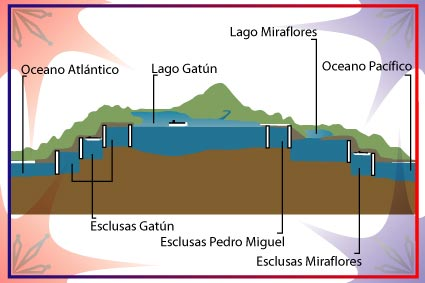 Lago Miraflores
Oceano Atlántico
Lago Gatún
Oceano Pacífico
Esclusas Gatún
Esclusas Pedro Miguel
Esclusas Miraflores